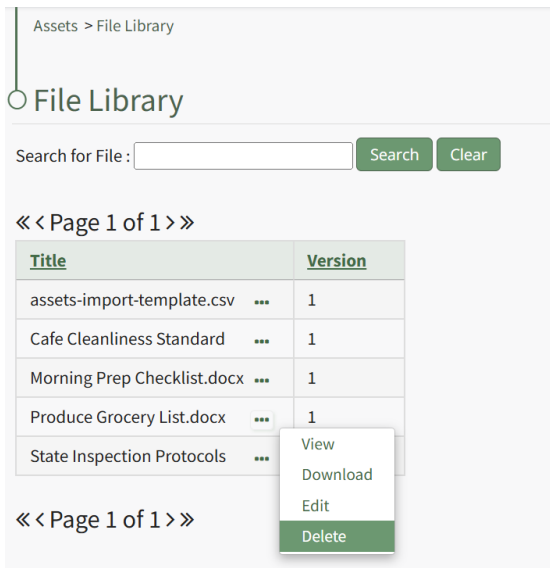 Assets > File Library
File Library
Search for File : Search Clear
« < Page 1 of 1 > »
Title Version
assets-import-template.csv ••• 1
Cafe Cleanliness Standard ••• 1
Morning Prep Checklist.docx ••• 1
Produce Grocery List.docx ••• 1
State Inspection Protocols •••
View
Download
Edit
Delete
« < Page 1 of 1 > »